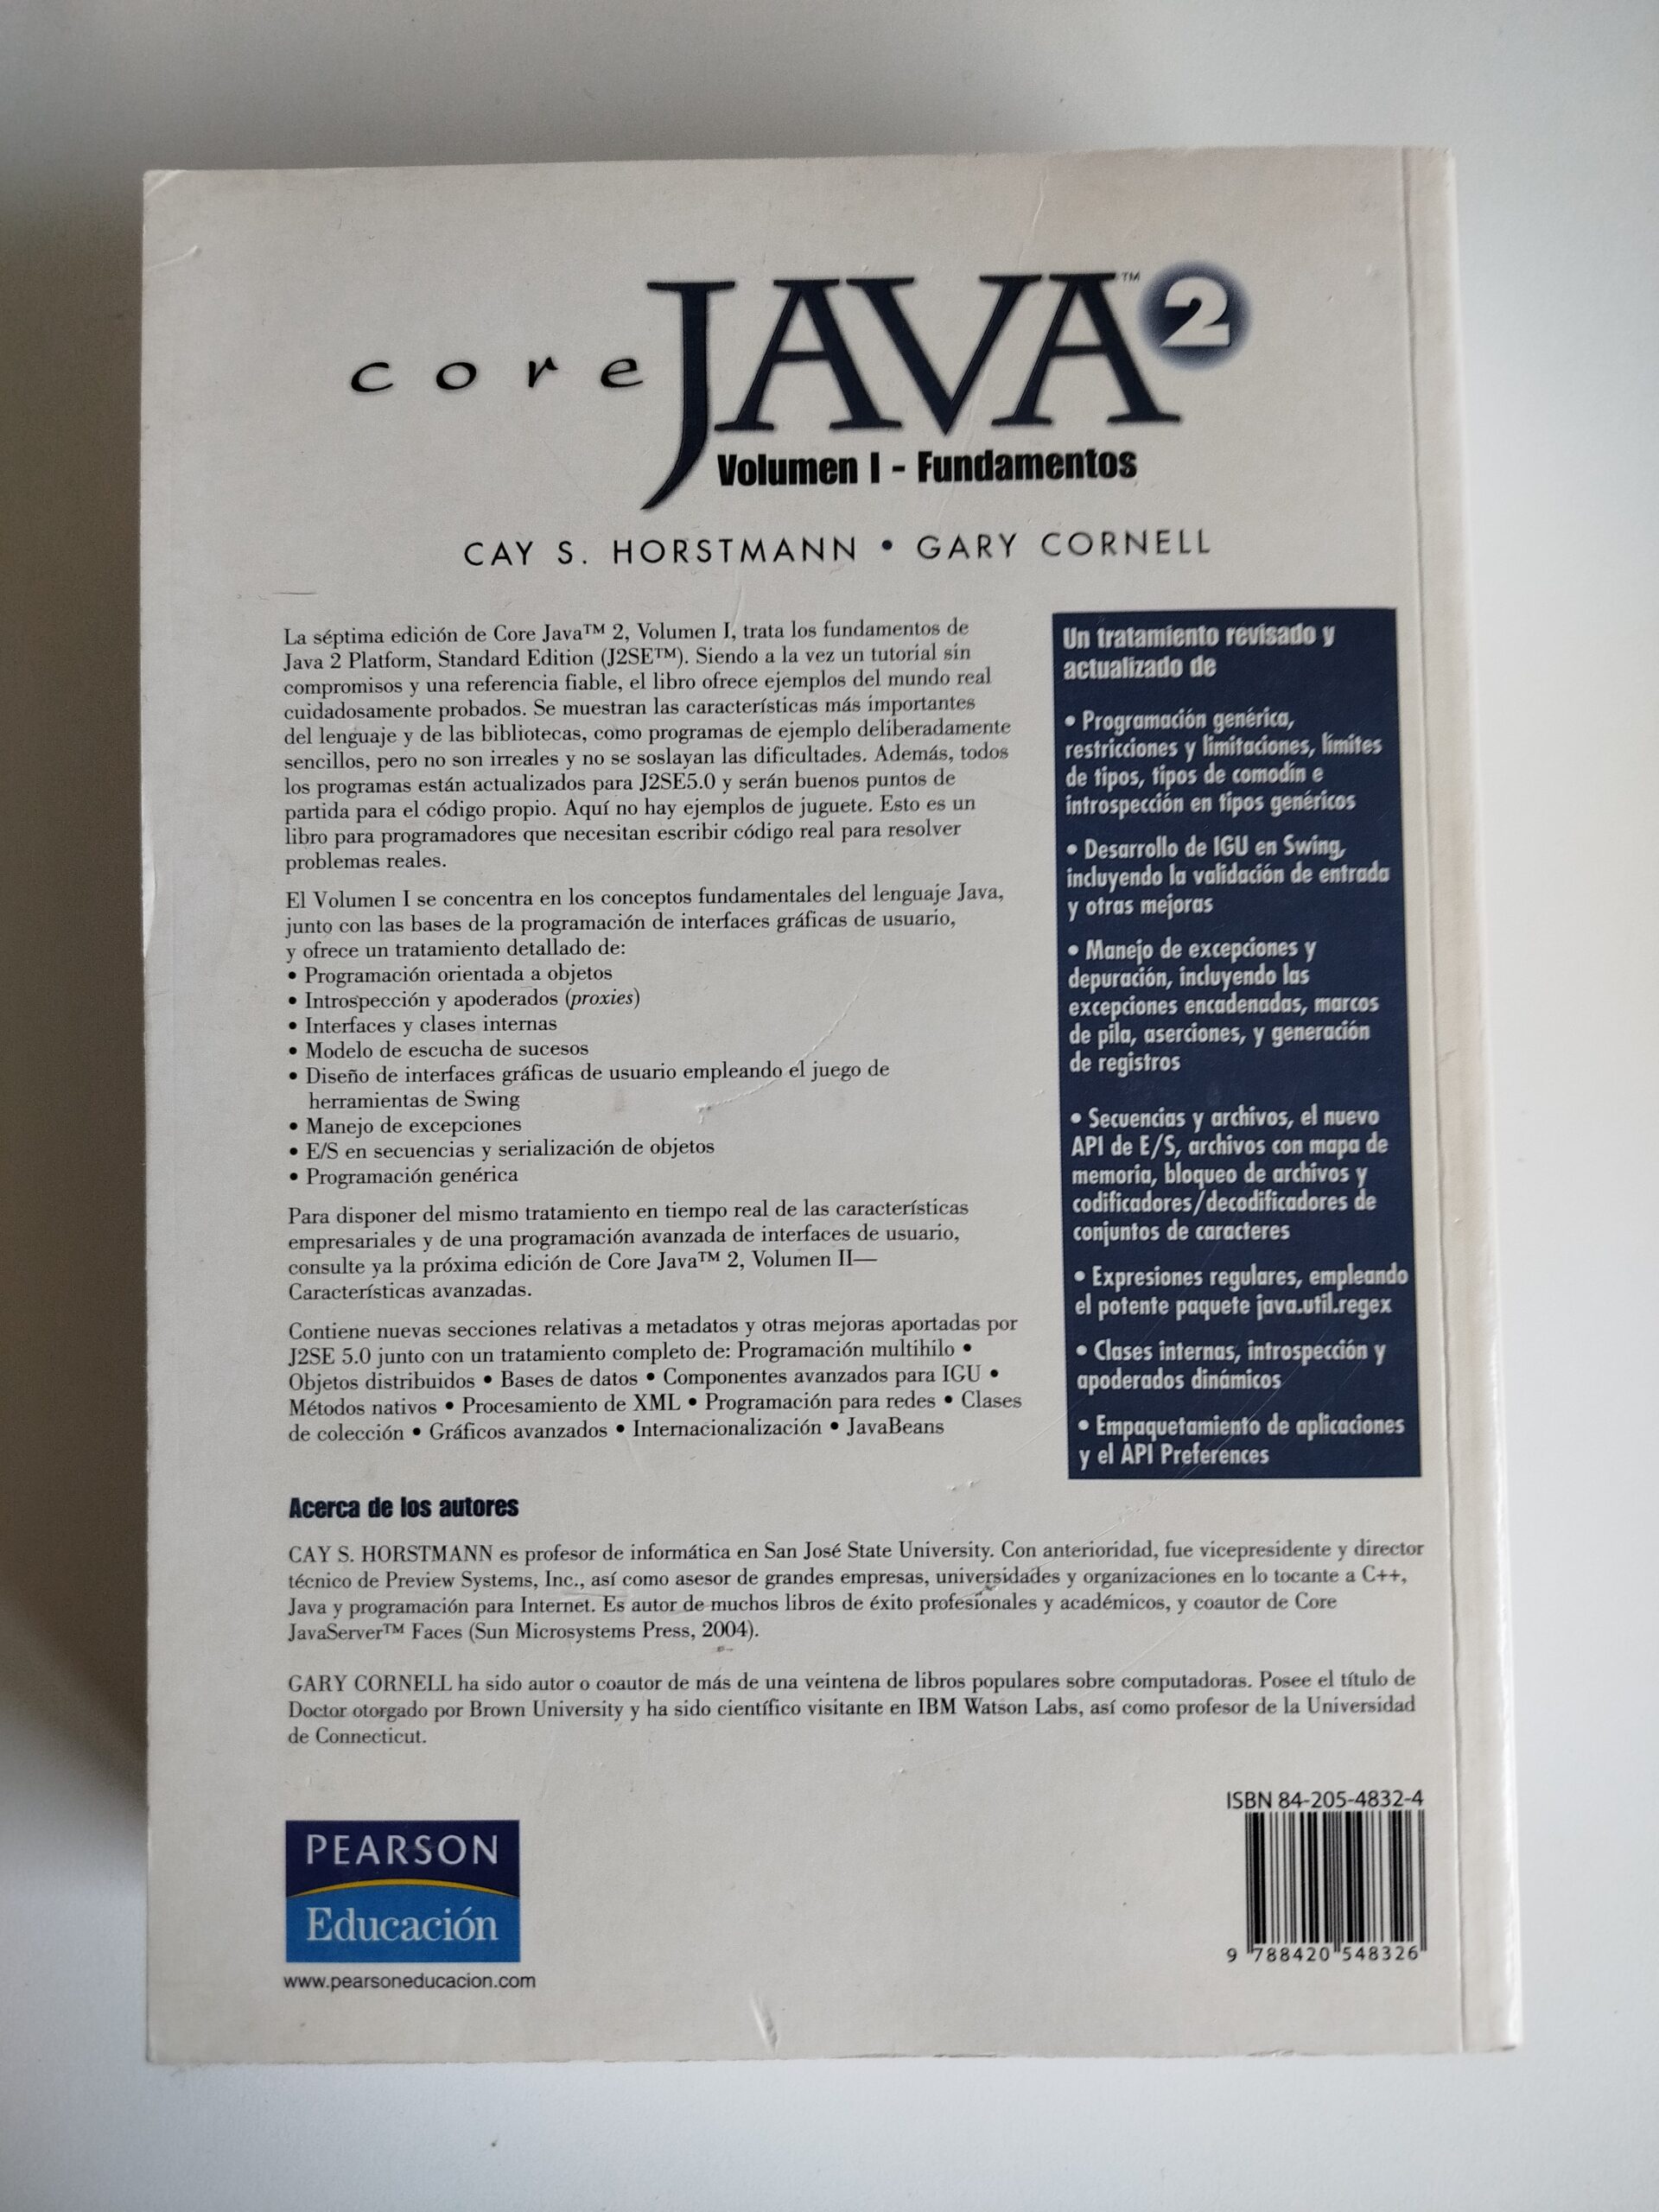 core JAVA™ 2
Volumen I - Fundamentos
CAY S. HORSTMANN • GARY CORNELL
La séptima edición de Core Java™ 2, Volumen I, trata los fundamentos de
Java 2 Platform, Standard Edition (J2SE™). Siendo a la vez un tutorial sin
compromisos y una referencia fiable, el libro ofrece ejemplos del mundo real
cuidadosamente probados. Se muestran las características más importantes
del lenguaje y de las bibliotecas, como programas de ejemplo deliberadamente
sencillos, pero no son irreales y no se soslayan las dificultades. Además, todos
los programas están actualizados para J2SE5.0 y serán buenos puntos de
partida para el código propio. Aquí no hay ejemplos de juguete. Esto es un
libro para programadores que necesitan escribir código real para resolver
problemas reales.
El Volumen I se concentra en los conceptos fundamentales del lenguaje Java,
junto con las bases de la programación de interfaces gráficas de usuario,
y ofrece un tratamiento detallado de:
• Programación orientada a objetos
• Introspección y apoderados (proxies)
• Interfaces y clases internas
• Modelo de escucha de sucesos
• Diseño de interfaces gráficas de usuario empleando el juego de
herramientas de Swing
• Manejo de excepciones
• E/S en secuencias y serialización de objetos
• Programación genérica
Para disponer del mismo tratamiento en tiempo real de las características
empresariales y de una programación avanzada de interfaces de usuario,
consulte ya la próxima edición de Core Java™ 2, Volumen II—
Características avanzadas.
Contiene nuevas secciones relativas a metadatos y otras mejoras aportadas por
J2SE 5.0 junto con un tratamiento completo de: Programación multihilo •
Objetos distribuidos • Bases de datos • Componentes avanzados para IGU •
Métodos nativos • Procesamiento de XML • Programación para redes • Clases
de colección • Gráficos avanzados • Internacionalización • JavaBeans
Un tratamiento revisado y
actualizado de
• Programación genérica,
restricciones y limitaciones, límites
de tipos, tipos de comodín e
introspección en tipos genéricos
• Desarrollo de IGU en Swing,
incluyendo la validación de entrada
y otras mejoras
• Manejo de excepciones y
depuración, incluyendo las
excepciones encadenadas, marcos
de pila, aserciones, y generación
de registros
• Secuencias y archivos, el nuevo
API de E/S, archivos con mapa de
memoria, bloqueo de archivos y
codificadores/decodificadores de
conjuntos de caracteres
• Expresiones regulares, empleando
el potente paquete java.util.regex
• Clases internas, introspección y
apoderados dinámicos
• Empaquetamiento de aplicaciones
y el API Preferences
Acerca de los autores
CAY S. HORSTMANN es profesor de informática en San José State University. Con anterioridad, fue vicepresidente y director
técnico de Preview Systems, Inc., así como asesor de grandes empresas, universidades y organizaciones en lo tocante a C++,
Java y programación para Internet. Es autor de muchos libros de éxito profesionales y académicos, y coautor de Core
JavaServer™ Faces (Sun Microsystems Press, 2004).
GARY CORNELL ha sido autor o coautor de más de una veintena de libros populares sobre computadoras. Posee el título de
Doctor otorgado por Brown University y ha sido científico visitante en IBM Watson Labs, así como profesor de la Universidad
de Connecticut.
PEARSON
Educación
www.pearsoneducacion.com
ISBN 84-205-4832-4
9 788420 548326